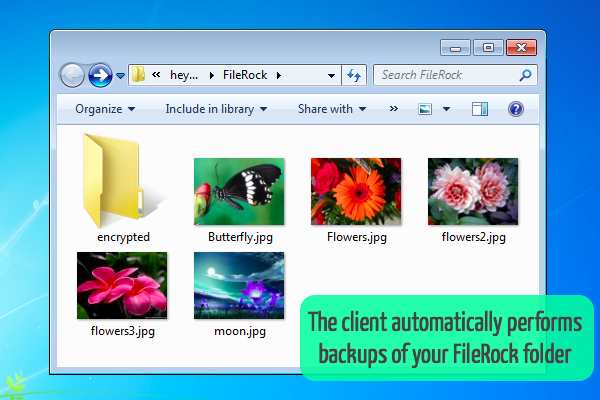 « hey... ▸ FileRock ▸
Search FileRock
Organize Include in library Share with »
encrypted Butterfly.jpg Flowers.jpg flowers2.jpg
flowers3.jpg moon.jpg
The client automatically performs
backups of your FileRock folder